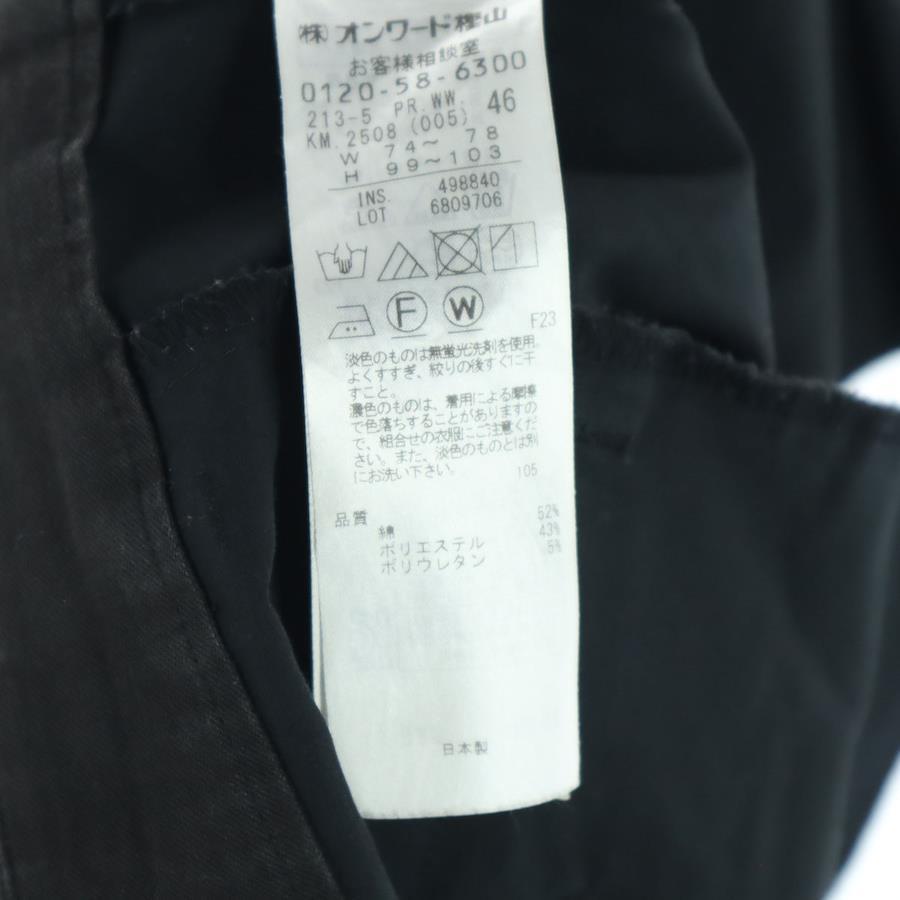 (株) オンワード樫山
お客様相談室
0120-58-6300
213-5 PR.WW. 46
KM.2508 (005)
W 74～ 78
H 99～103
INS. 498840
LOT 6809706
F W
F23
淡色のものは無蛍光洗剤を使用、
よくすすぎ、絞りの後すぐに干
すこと。
濃色のものは、着用による摩擦
で色落ちすることがありますの
で、組合せの衣服にご注意くだ
さい。また、淡色のものとは別
にお洗い下さい。 105
品質
綿 52%
ポリエステル 43%
ポリウレタン 5%
日本製